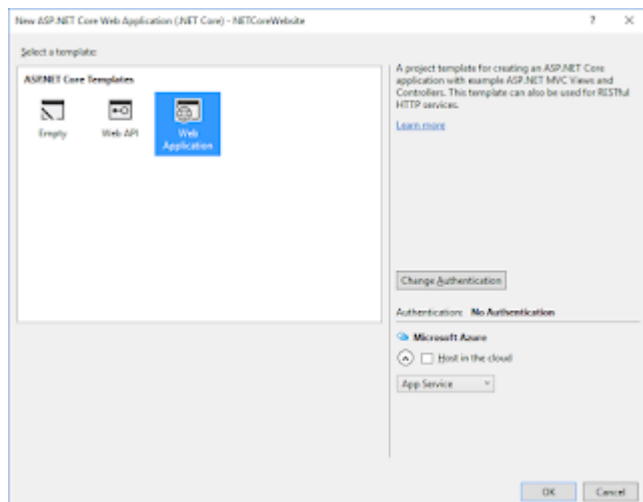 New ASP.NET Core Web Application (.NET Core) - NETCoreWebsite
? X
Select a template:
ASP.NET Core Templates
Empty
Web API
Web
Application
A project template for creating an ASP.NET Core
application with example ASP.NET MVC Views and
Controllers. This template can also be used for RESTful
HTTP services.
Learn more
Change Authentication
Authentication: No Authentication
Microsoft Azure
Host in the cloud
App Service
OK
Cancel